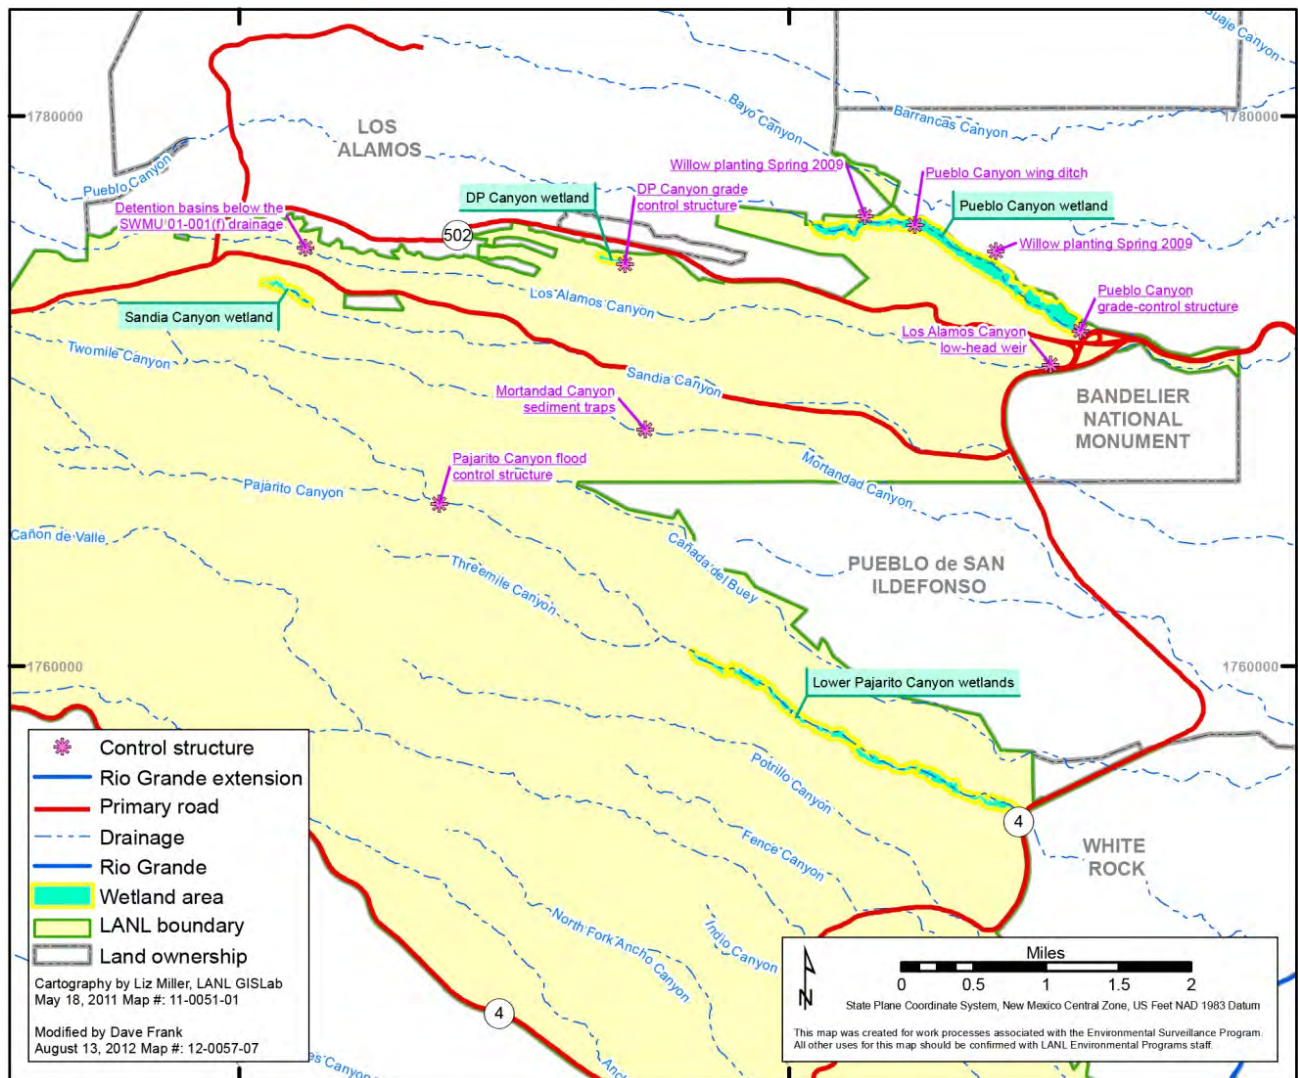 Guaje Canyon
1780000
LOS
ALAMOS
Bayo Canyon
Barrancas Canyon
1780000
Pueblo Canyon
Willow planting Spring 2009
Pueblo Canyon wing ditch
DP Canyon wetland
DP Canyon grade
control structure
Pueblo Canyon wetland
Detention basins below the
SWMU 01-001(f) drainage
502
Willow planting Spring 2009
Los Alamos Canyon
Pueblo Canyon
grade-control structure
Sandia Canyon wetland
Los Alamos Canyon
low-head weir
Twomile Canyon
Sandia Canyon
Mortandad Canyon
sediment traps
BANDELIER
NATIONAL
MONUMENT
Pajarito Canyon flood
control structure
Mortandad Canyon
Pajarito Canyon
Cañon de Valle
Cañada del Buey
Threemile Canyon
PUEBLO de SAN
ILDEFONSO
1760000
1760000
Lower Pajarito Canyon wetlands
Potrillo Canyon
4
Fence Canyon
WHITE
ROCK
North Fork Ancho Canyon
Indio Canyon
4
es Canyon
Anc
Control structure
Rio Grande extension
Primary road
Drainage
Rio Grande
Wetland area
LANL boundary
Land ownership
Cartography by Liz Miller, LANL GISLab
May 18, 2011 Map #: 11-0051-01
Modified by Dave Frank
August 13, 2012 Map #: 12-0057-07
N
Miles
0 0.5 1 1.5 2
State Plane Coordinate System, New Mexico Central Zone, US Feet NAD 1983 Datum
This map was created for work processes associated with the Environmental Surveillance Program.
All other uses for this map should be confirmed with LANL Environmental Programs staff.